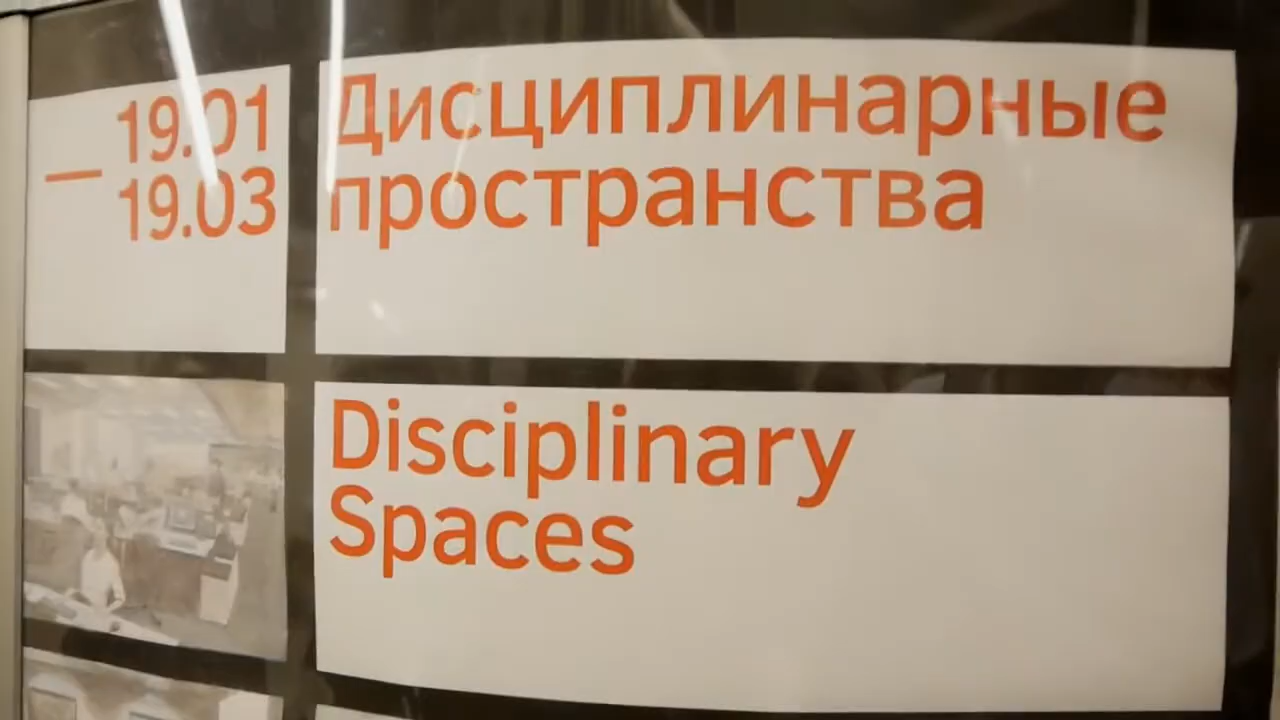 19.01
— 19.03
Дисциплинарные
пространства
Disciplinary
Spaces